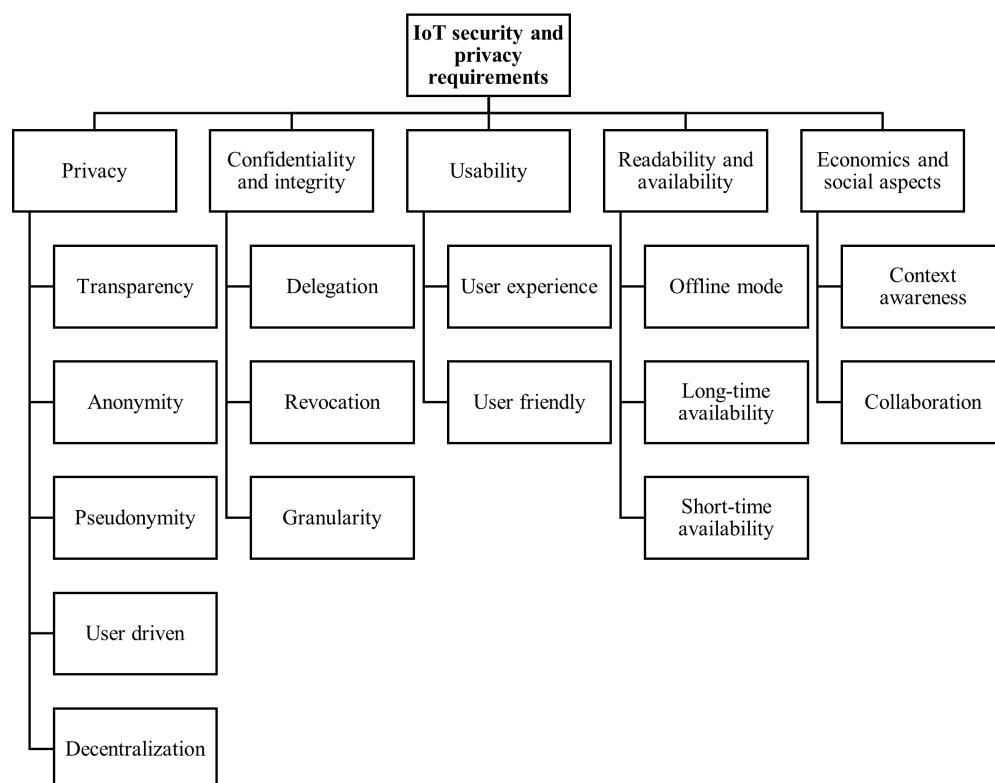 IoT security and
privacy
requirements
Privacy
Confidentiality
and integrity
Usability
Readability and
availability
Economics and
social aspects
Transparency
Delegation
User experience
Offline mode
Context
awareness
Anonymity
Revocation
User friendly
Long-time
availability
Collaboration
Pseudonymity
Granularity
Short-time
availability
User driven
Decentralization